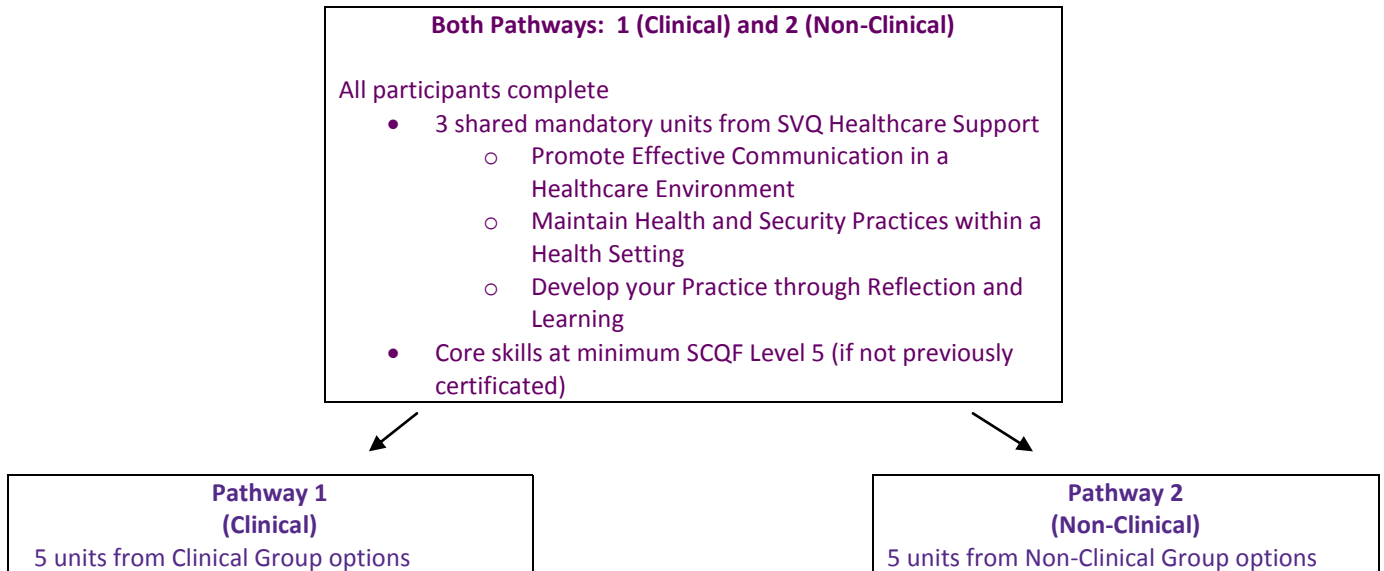 Both Pathways:  1 (Clinical) and 2 (Non-Clinical)
All participants complete
• 3 shared mandatory units from SVQ Healthcare Support
o Promote Effective Communication in a
Healthcare Environment
o Maintain Health and Security Practices within a
Health Setting
o Develop your Practice through Reflection and
Learning
• Core skills at minimum SCQF Level 5 (if not previously
certificated)
Pathway 1
(Clinical)
5 units from Clinical Group options
Pathway 2
(Non-Clinical)
5 units from Non-Clinical Group options